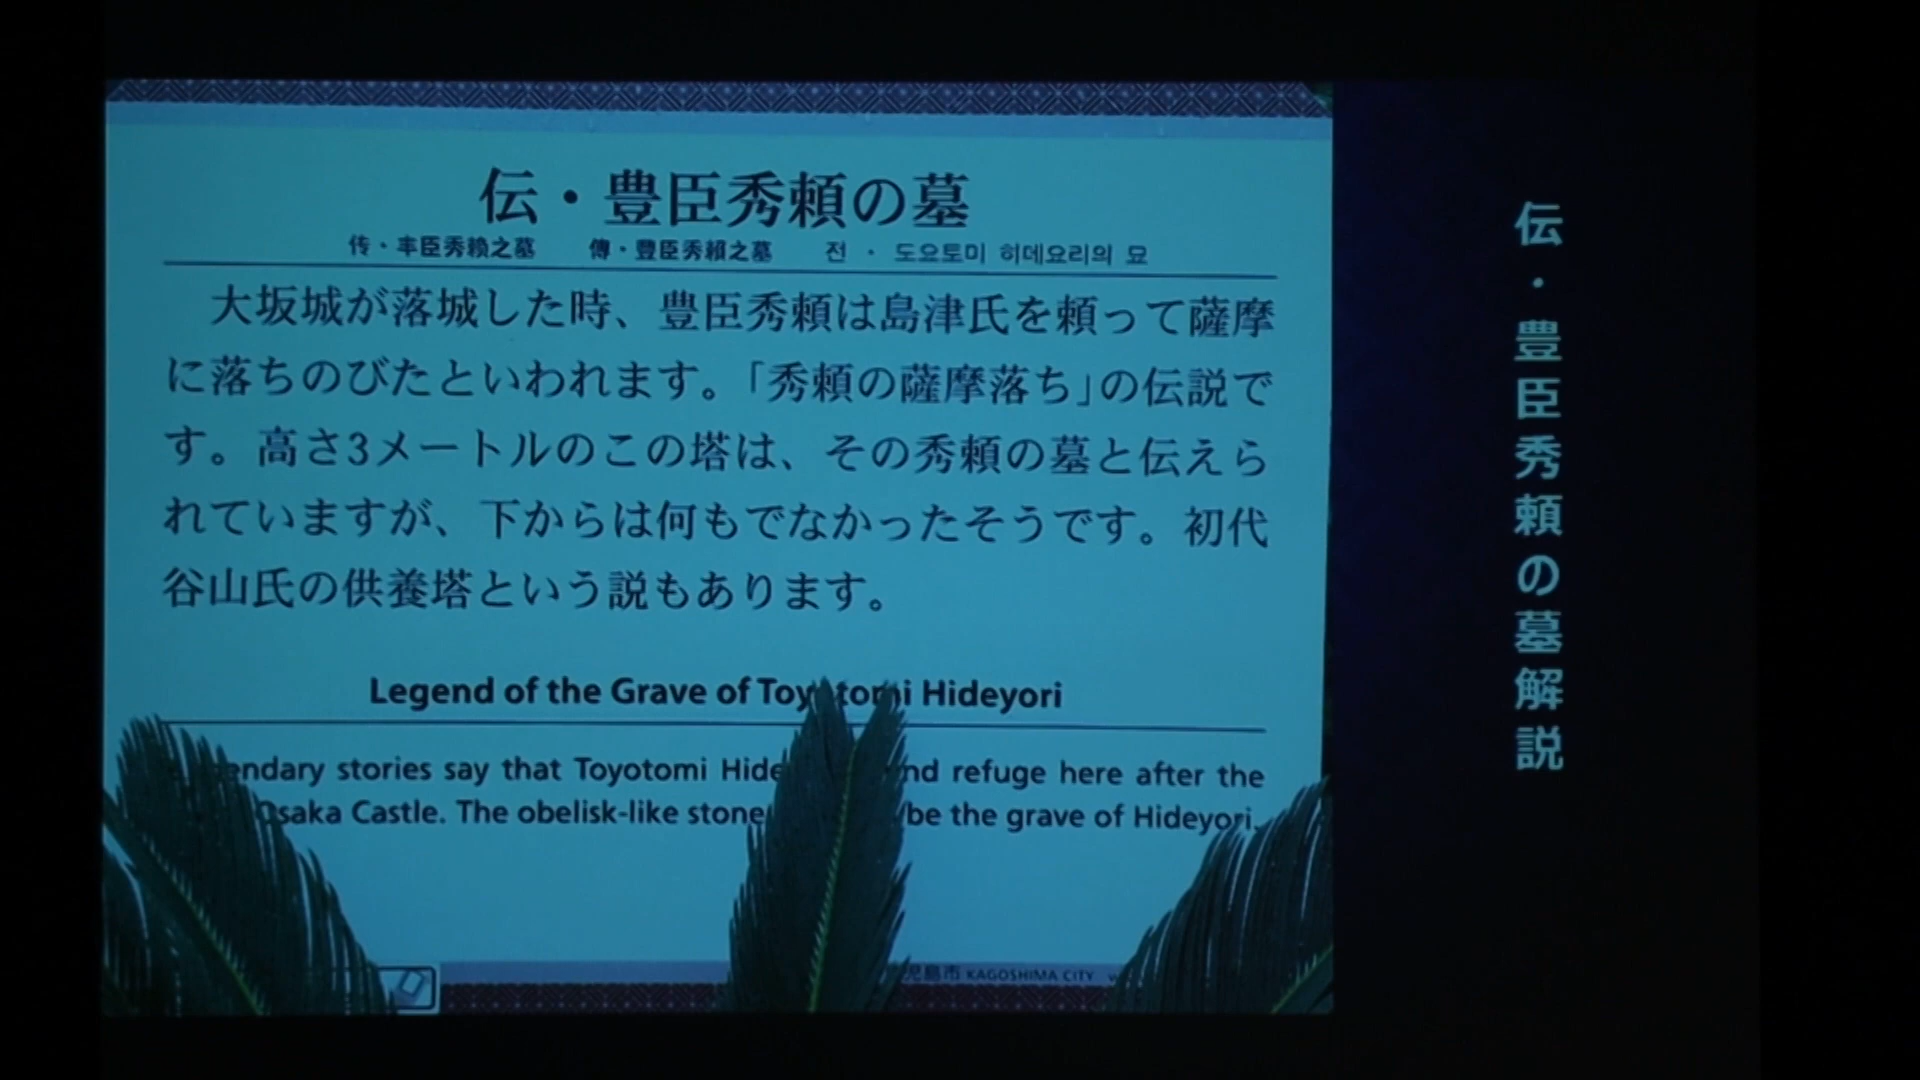 伝・豊臣秀頼の墓
传・丰臣秀赖之墓 傳・豐臣秀賴之墓 전 · 도요토미 히데요리의 묘
大坂城が落城した時、豊臣秀頼は島津氏を頼って薩摩
に落ちのびたといわれます。「秀頼の薩摩落ち」の伝説で
す。高さ3メートルのこの塔は、その秀頼の墓と伝えら
れていますが、下からは何もでなかったそうです。初代
谷山氏の供養塔という説もあります。
Legend of the Grave of Toyotomi Hideyori
stories say that Toyotomi refuge here after the
Osaka Castle. The obelisk-like stone be the grave of Hideyori.
児島市 KAGOSHIMA CITY
伝・豊臣秀頼の墓解説